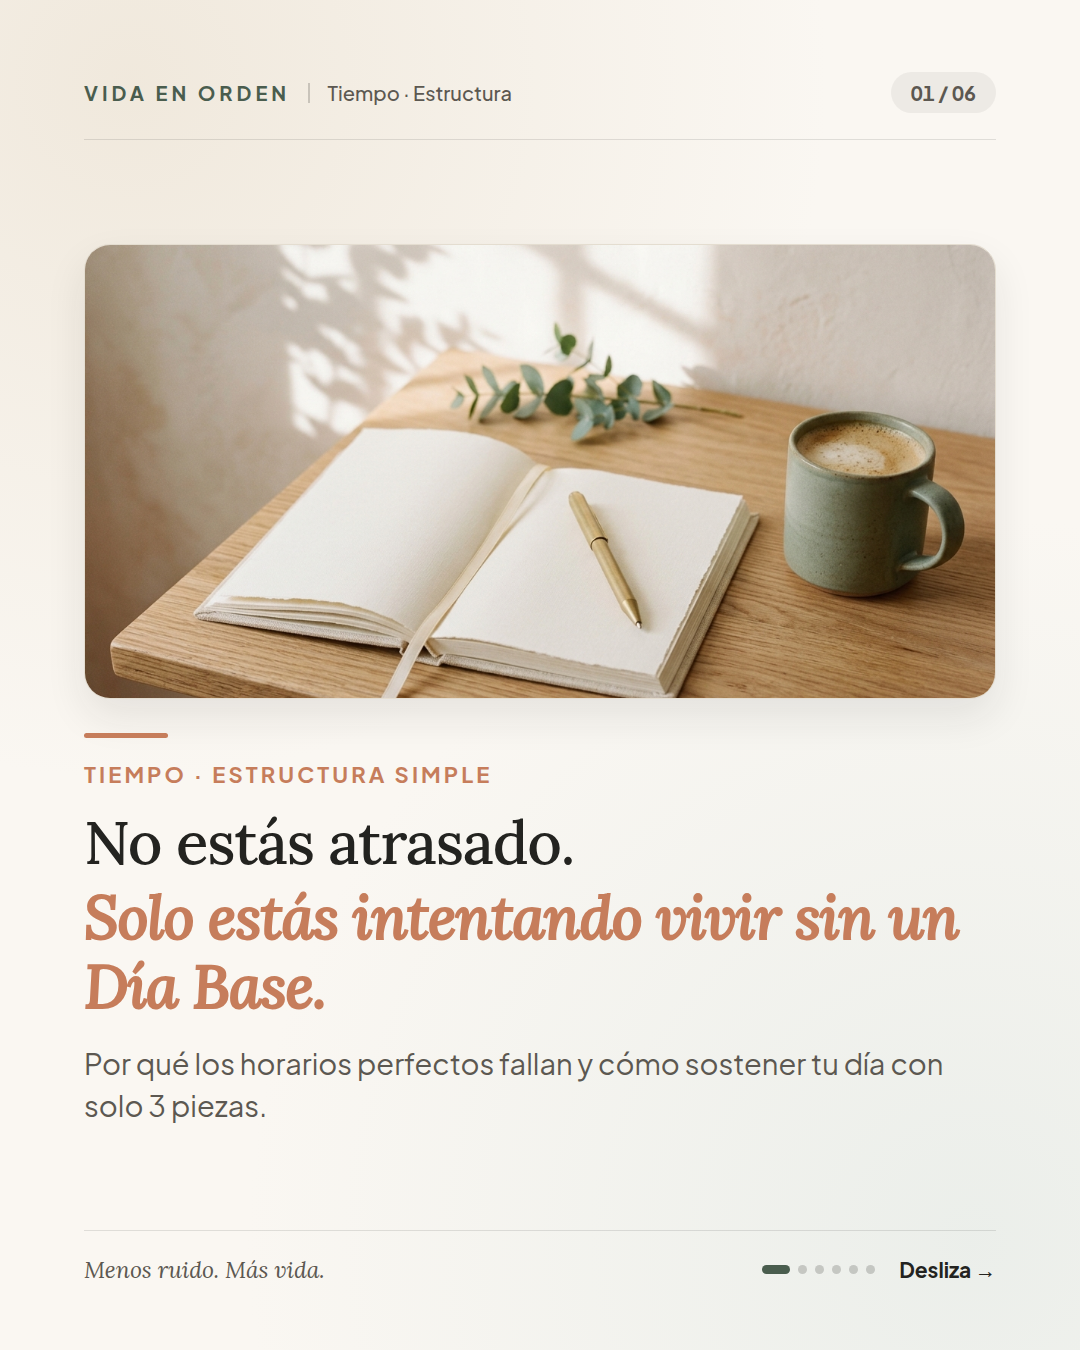 VIDA EN ORDEN | Tiempo · Estructura
01 / 06
TIEMPO · ESTRUCTURA SIMPLE
No estás atrasado.
Solo estás intentando vivir sin un
Día Base.
Por qué los horarios perfectos fallan y cómo sostener tu día con
solo 3 piezas.
Menos ruido. Más vida.
Desliza →